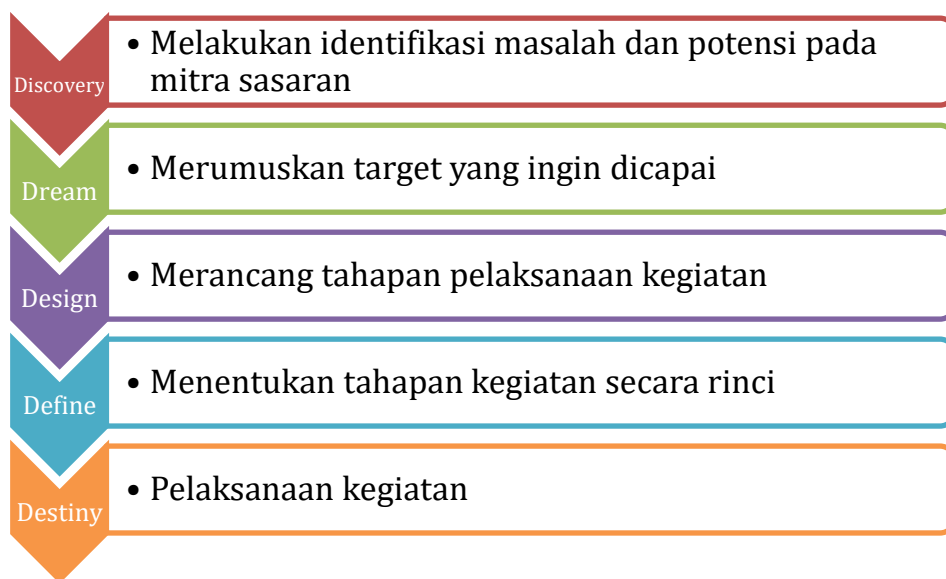 Discovery
• Melakukan identifikasi masalah dan potensi pada
mitra sasaran
Dream
• Merumuskan target yang ingin dicapai
Design
• Merancang tahapan pelaksanaan kegiatan
Define
• Menentukan tahapan kegiatan secara rinci
Destiny
• Pelaksanaan kegiatan